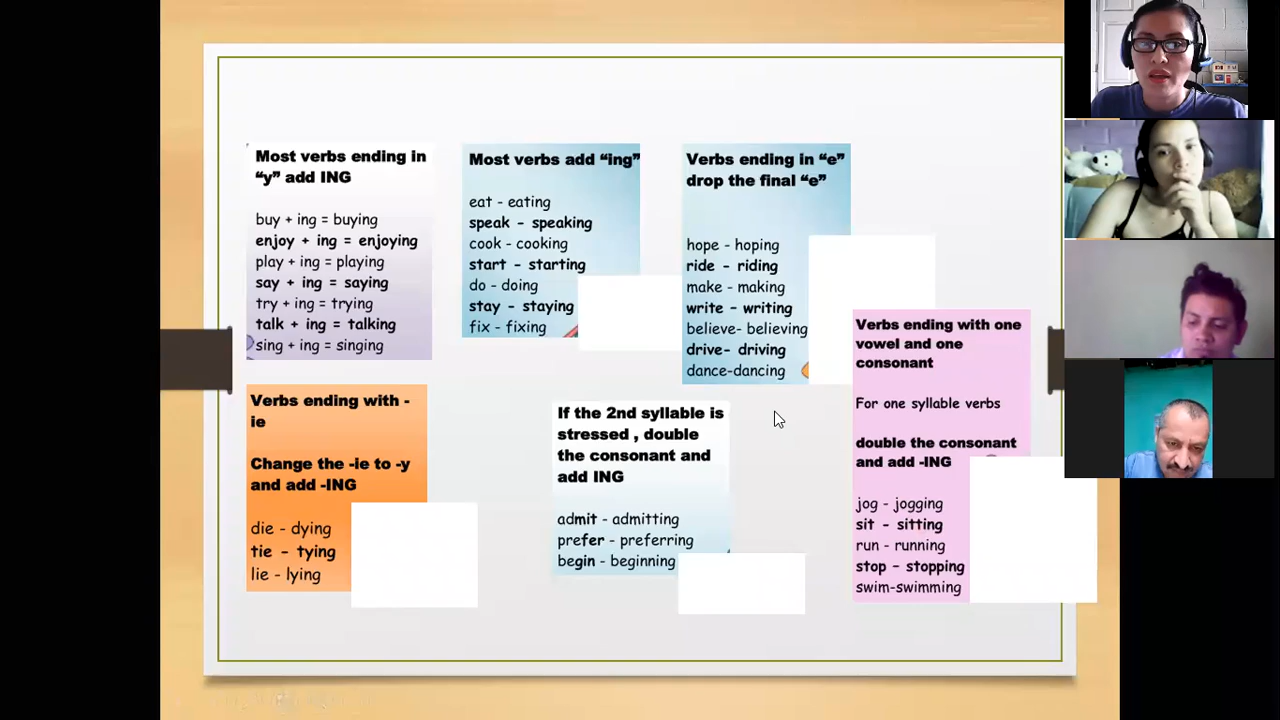 Most verbs ending in
“y” add ING
buy + ing = buying
enjoy + ing = enjoying
play + ing = playing
say + ing = saying
try + ing = trying
talk + ing = talking
sing + ing = singing
Most verbs add “ing”
eat - eating
speak - speaking
cook - cooking
start - starting
do - doing
stay - staying
fix - fixing
Verbs ending in “e”
drop the final “e”
hope - hoping
ride - riding
make - making
write - writing
believe- believing
drive- driving
dance-dancing
Verbs ending with -
ie
Change the -ie to -y
and add -ING
die - dying
tie - tying
lie - lying
If the 2nd syllable is
stressed , double
the consonant and
add ING
admit - admitting
prefer - preferring
begin - beginning
Verbs ending with one
vowel and one
consonant
For one syllable verbs
double the consonant
and add -ING
jog - jogging
sit - sitting
run - running
stop - stopping
swim-swimming